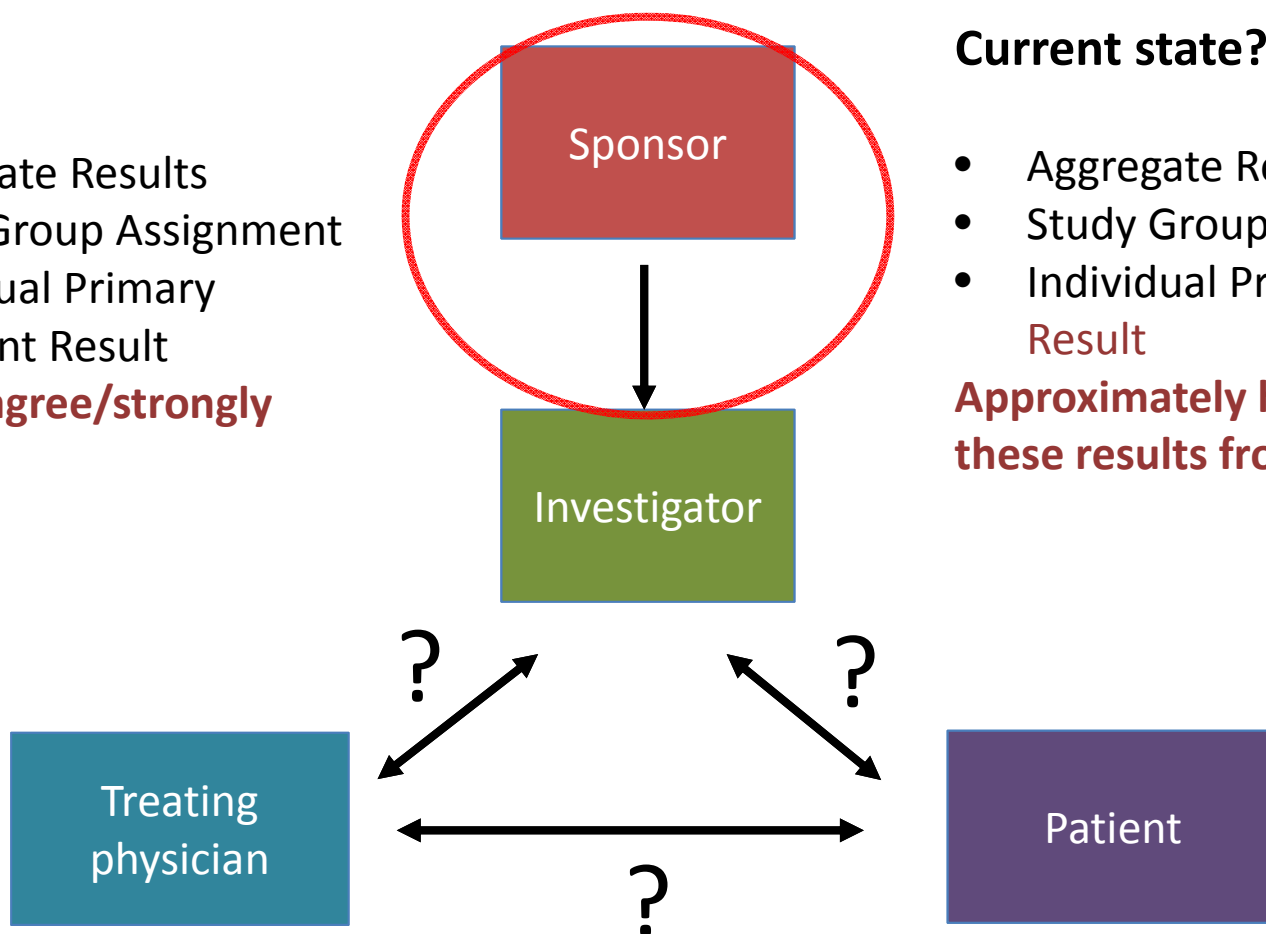 ate Results
Group Assignment
ual Primary
nt Result
agree/strongly
Sponsor
Current state?
• Aggregate Re
• Study Group
• Individual Pr
Result
Approximately
these results fro
Investigator
?
?
Treating
physician
Patient
?